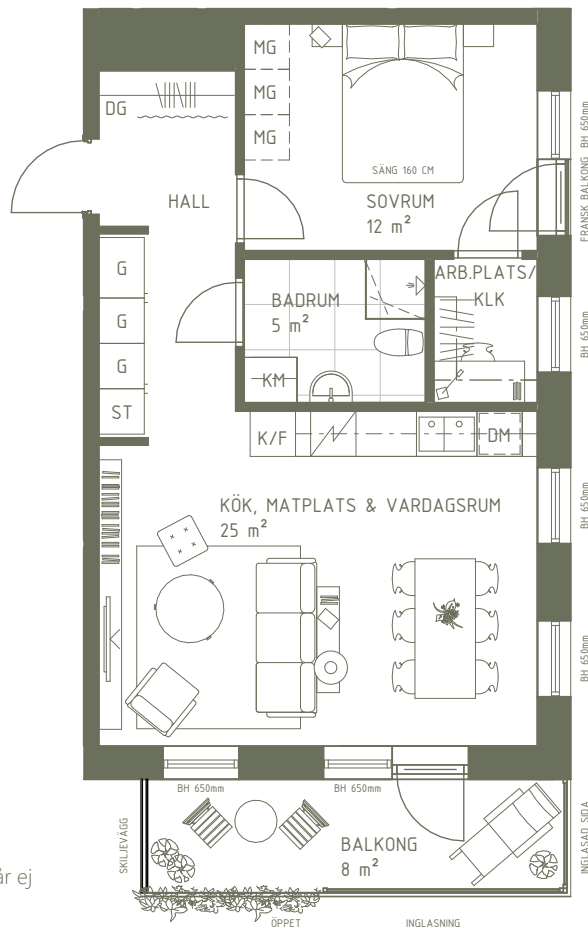 MG
MG
MG
DG
SÄNG 160 CM
SOVRUM
12 m²
HALL
BH 650mm
FRANSK BALKONG
ARB.PLATS/
KLK
G
G
G
ST
BADRUM
5 m²
KM
BH 650mm
K/F
DM
KÖK, MATPLATS & VARDAGSRUM
25 m²
BH 650mm
BH 650mm
BH 650mm
BH 650mm
SKILJEVÄGG
BALKONG
8 m²
INGLASAD SIDA
år ej
ÖPPET
INGLASNING